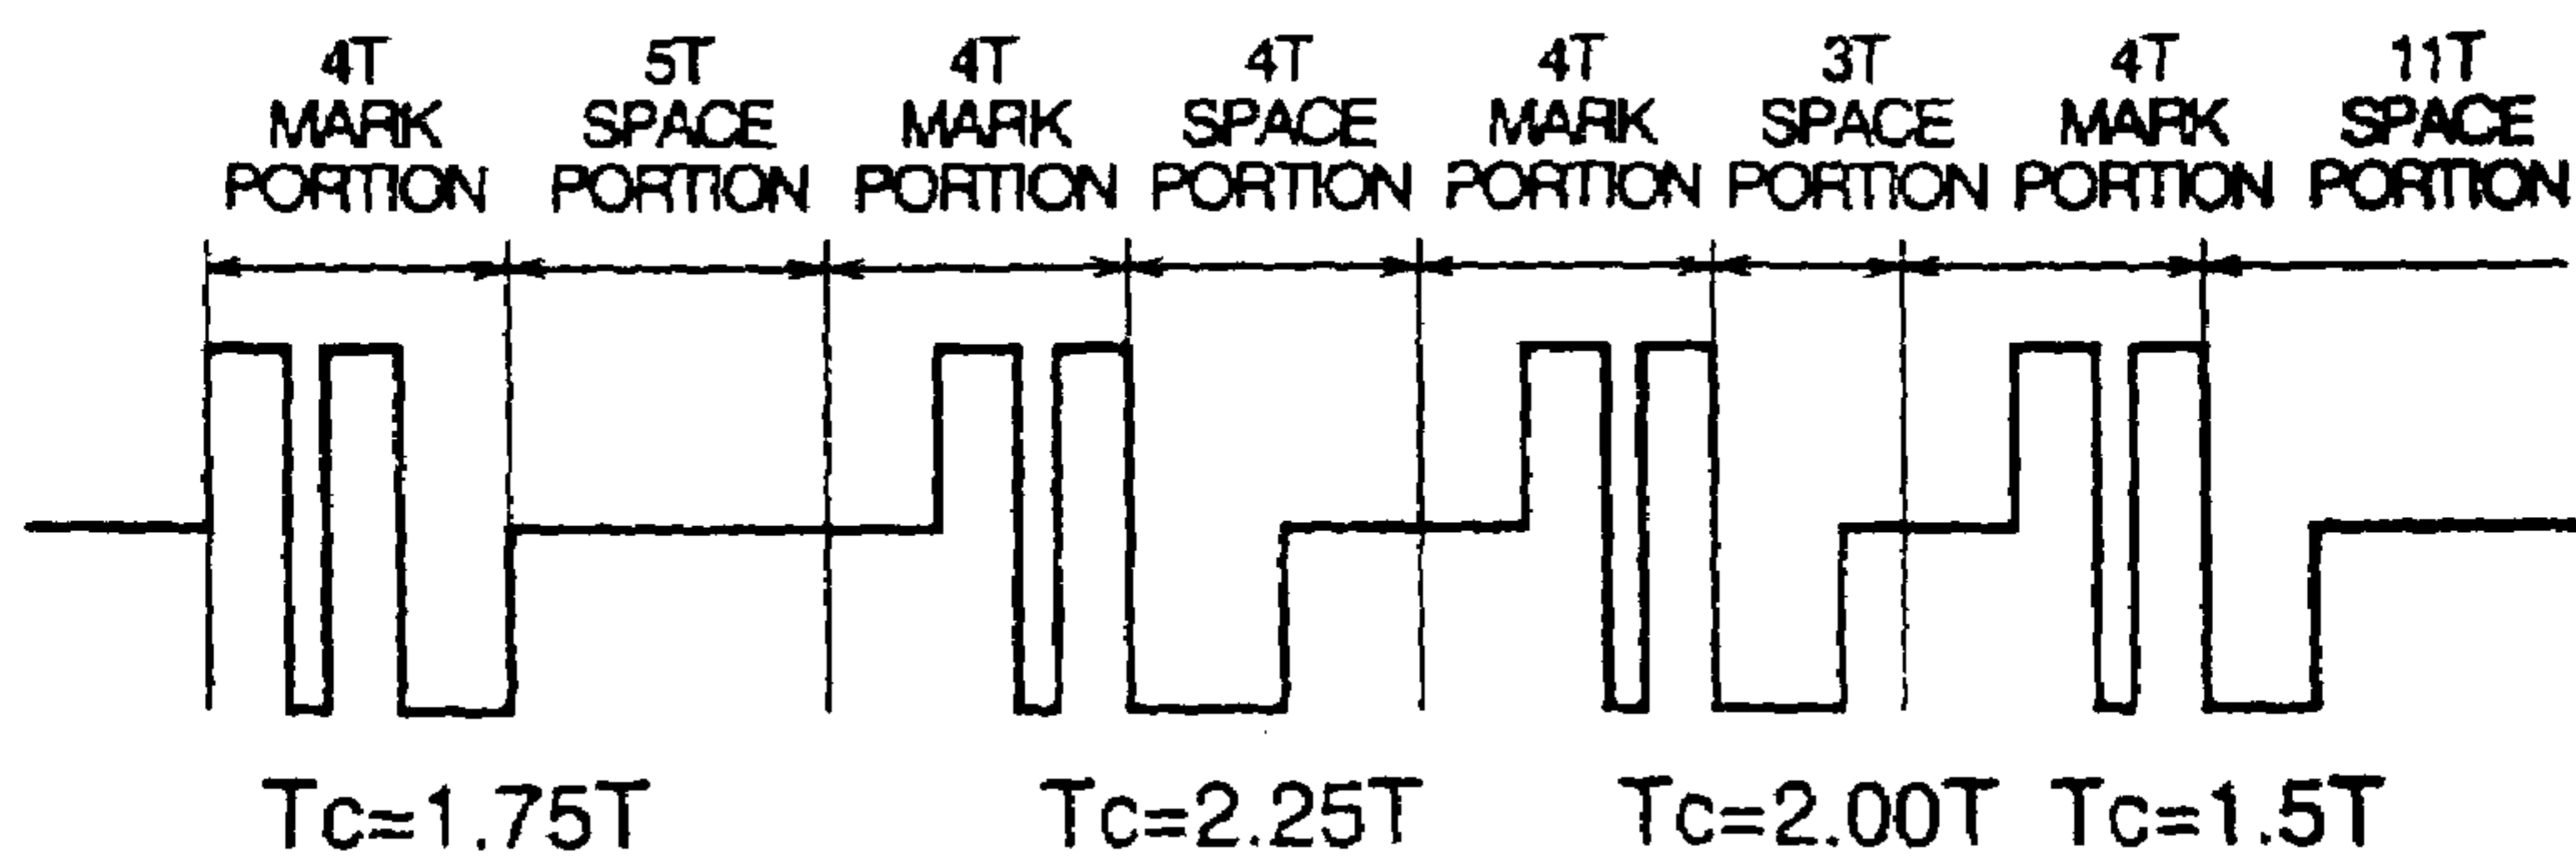 4T
MARK
PORTION
5T
SPACE
PORTION
4T
MARK
PORTION
4T
SPACE
PORTION
4T
MARK
PORTION
3T
SPACE
PORTION
4T
MARK
PORTION
11T
SPACE
PORTION
Tc=1.75T
Tc=2.25T
Tc=2.00T
Tc=1.5T